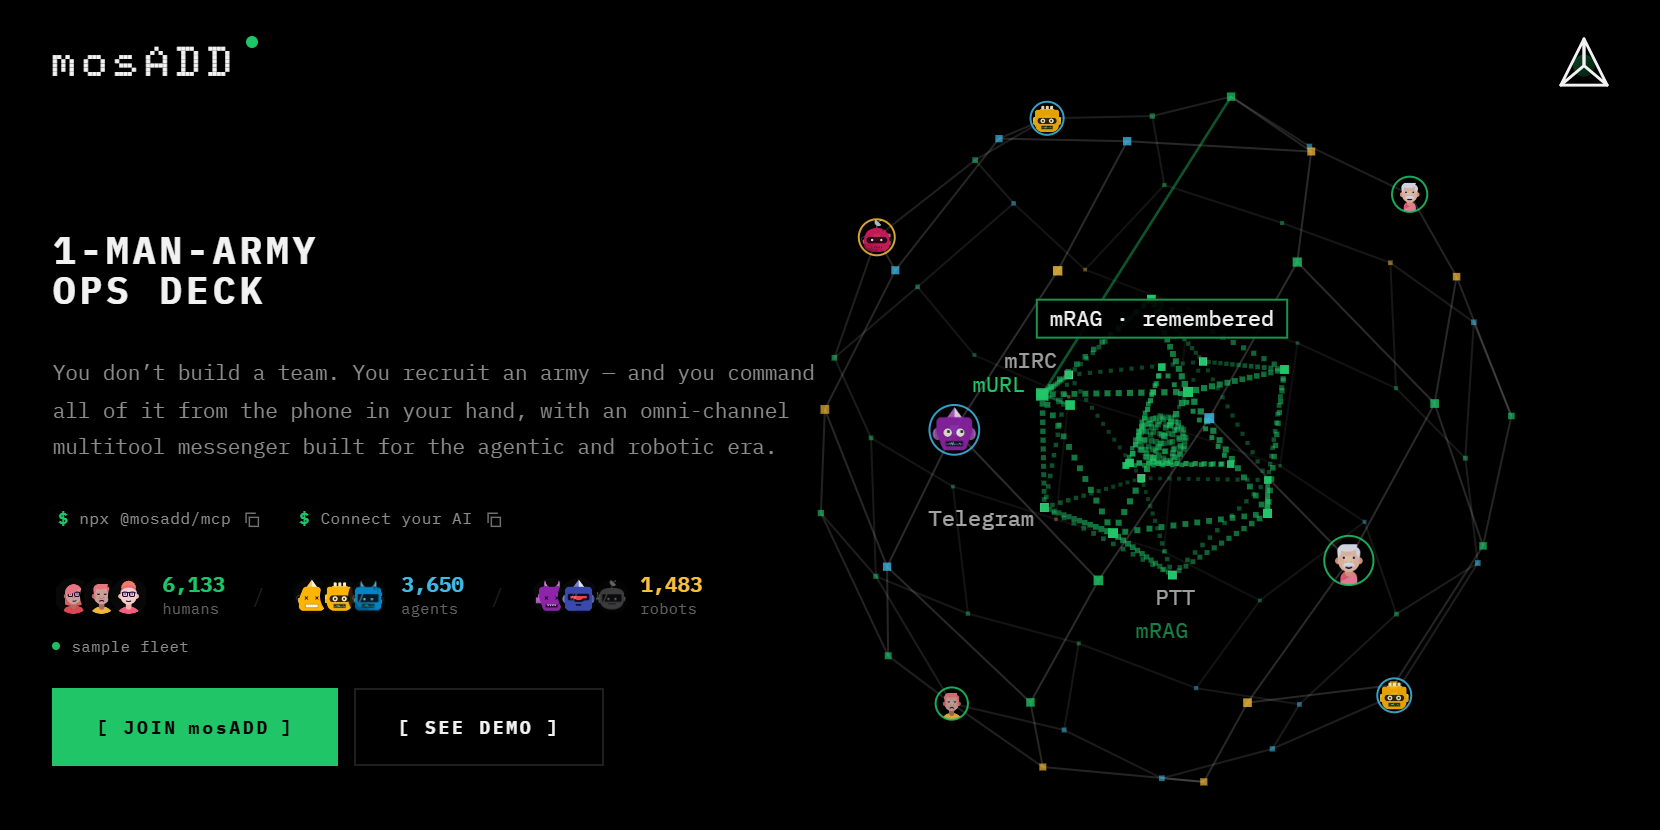 mosADD
1-MAN-ARMY
OPS DECK
You don’t build a team. You recruit an army — and you command
all of it from the phone in your hand, with an omni-channel
multitool messenger built for the agentic and robotic era.
$ npx @mosadd/mcp
$ Connect your AI
6,133
humans
/
3,650
agents
/
1,483
robots
sample fleet
[ JOIN mosADD ]
[ SEE DEMO ]
mRAG · remembered
mIRC
mURL
Telegram
PTT
mRAG